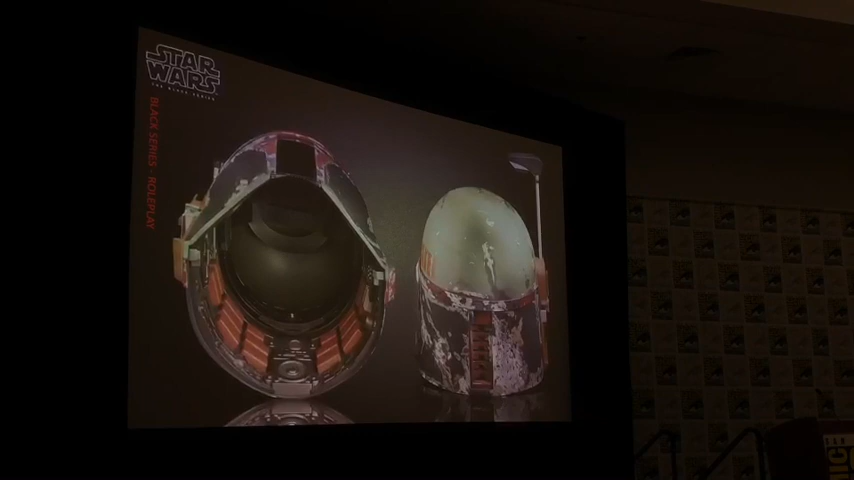 STAR
WARS
THE BLACK SERIES
BLACK SERIES - ROLEPLAY